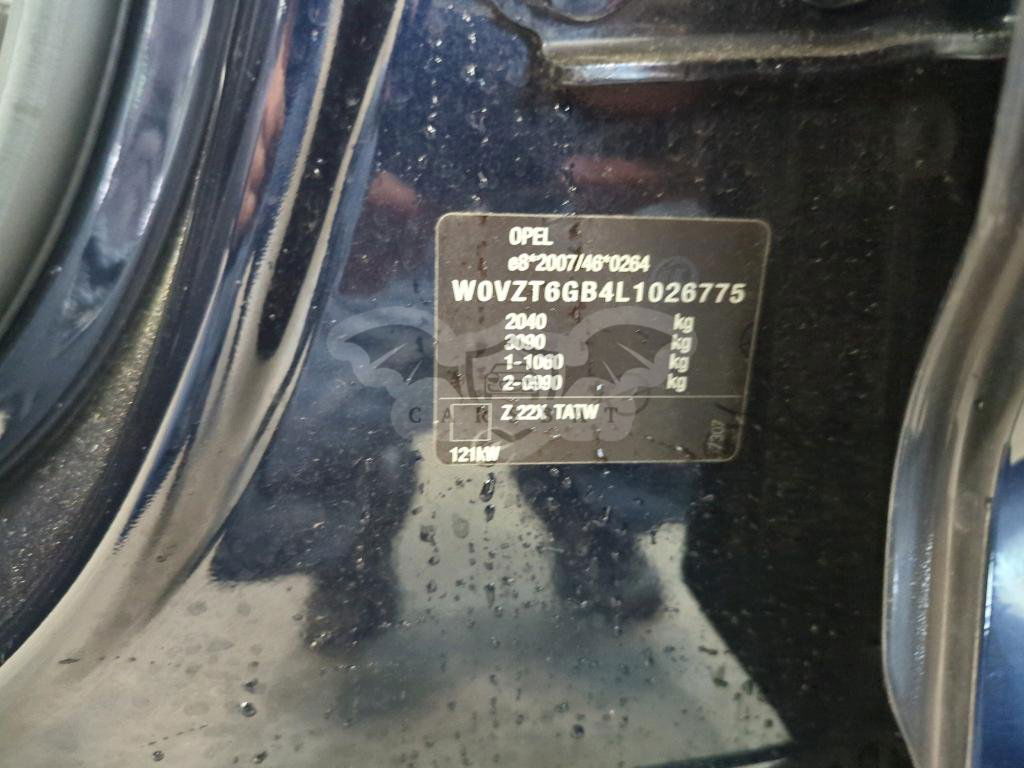 OPEL
e8*2007/46*0264
W0VZT6GB4L1026775
2040 kg
3090 kg
1-1060 kg
2-0990 kg
Z 22X TATW
121kW
7307